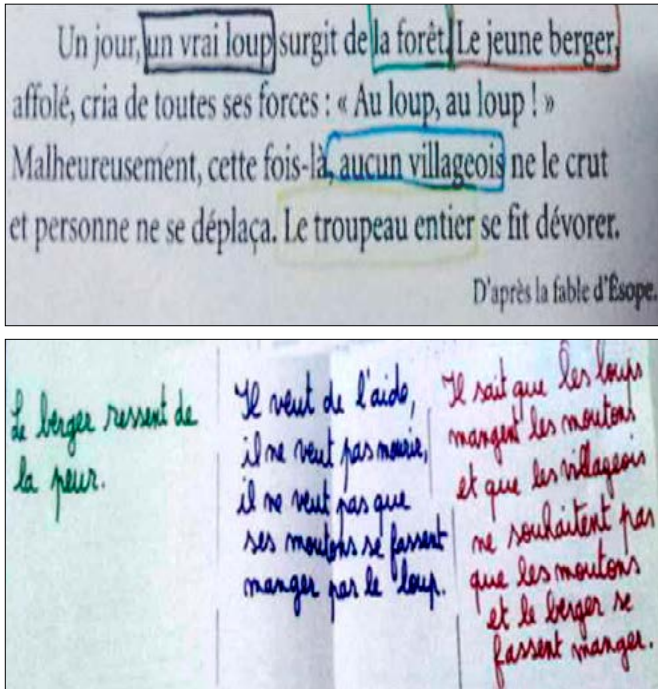 Un jour, un vrai loup surgit de la forêt. Le jeune berger,
affolé, cria de toutes ses forces : « Au loup, au loup ! »
Malheureusement, cette fois-là, aucun villageois ne le crut
et personne ne se déplaça. Le troupeau entier se fit dévorer.
D'après la fable d'Ésope.
Le berger ressent de
la peur.
Il veut de l'aide,
il ne veut pas mourir,
il ne veut pas que
ses moutons se fassent
manger par le loup.
Il sait que les loups
mangent les moutons
et que les villageois
ne souhaitent pas
que les moutons
et le berger se
fassent manger.